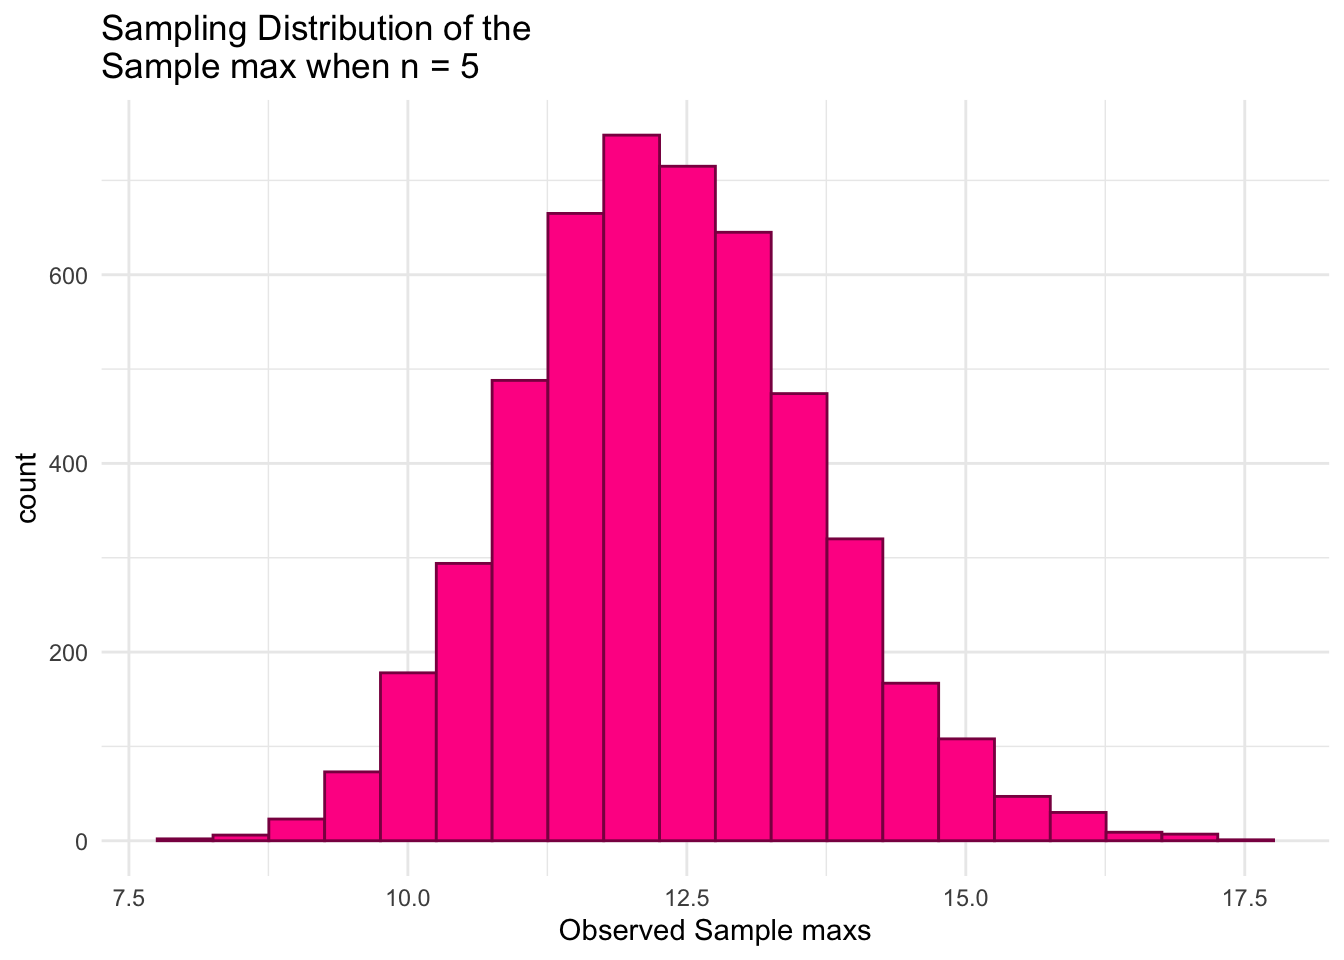 Sampling Distribution of the
Sample max when n = 5
count
600
400
200
0
7.5 10.0 12.5 15.0 17.5
Observed Sample maxs